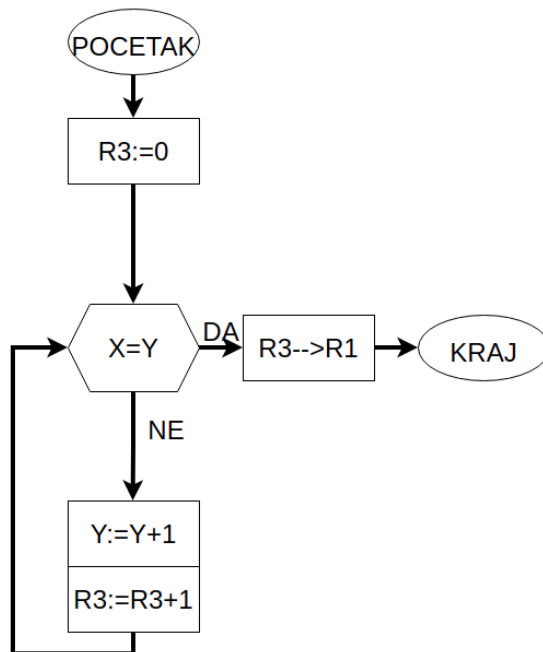 POCETAK
R3:=0
X=Y
DA
R3-->R1
KRAJ
NE
Y:=Y+1
R3:=R3+1